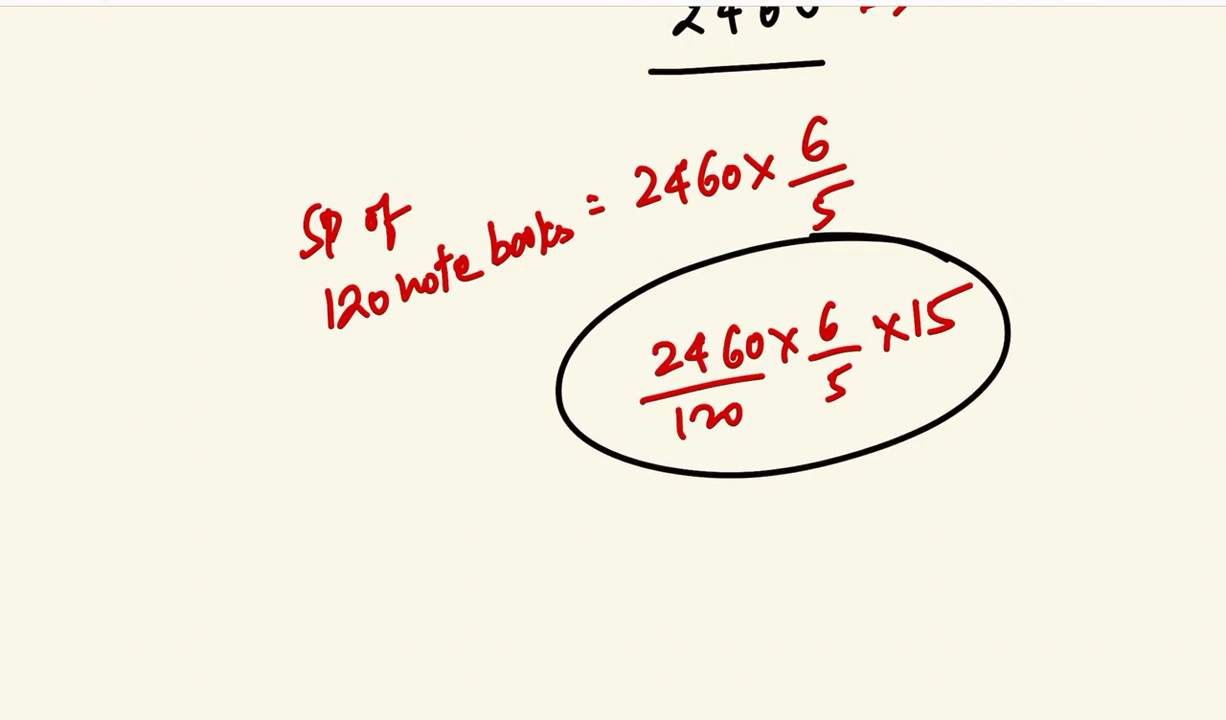 SP of
120 note books = 2460 × 6/5
2460/120 × 6/5 × 15